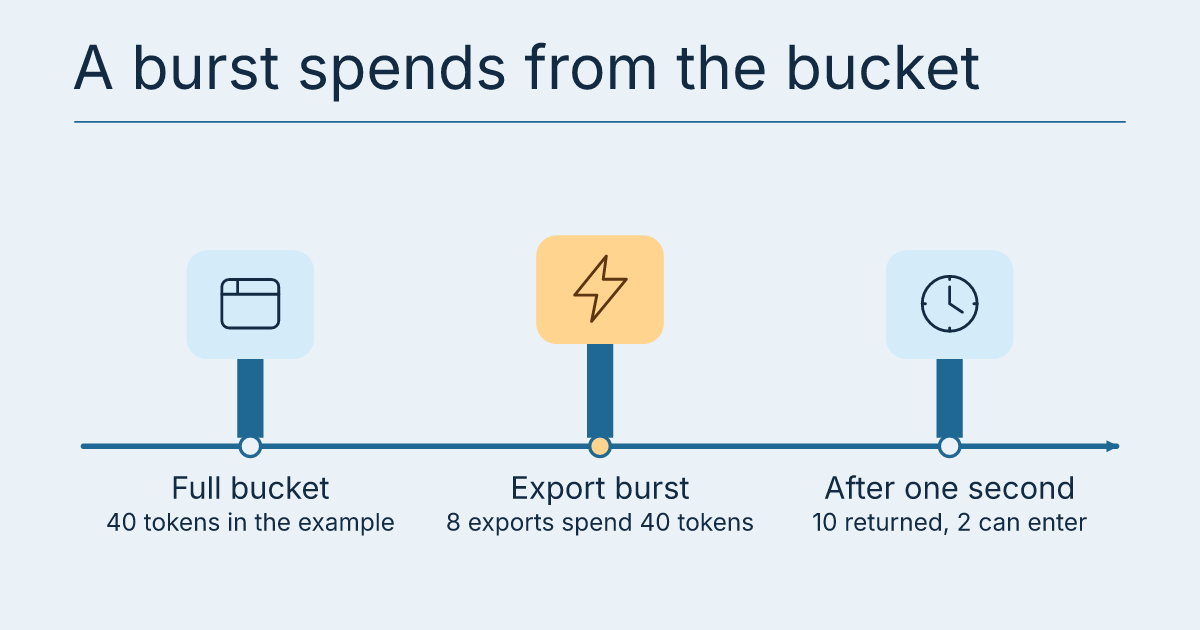 A burst spends from the bucket
Full bucket
40 tokens in the example
Export burst
8 exports spend 40 tokens
After one second
10 returned, 2 can enter